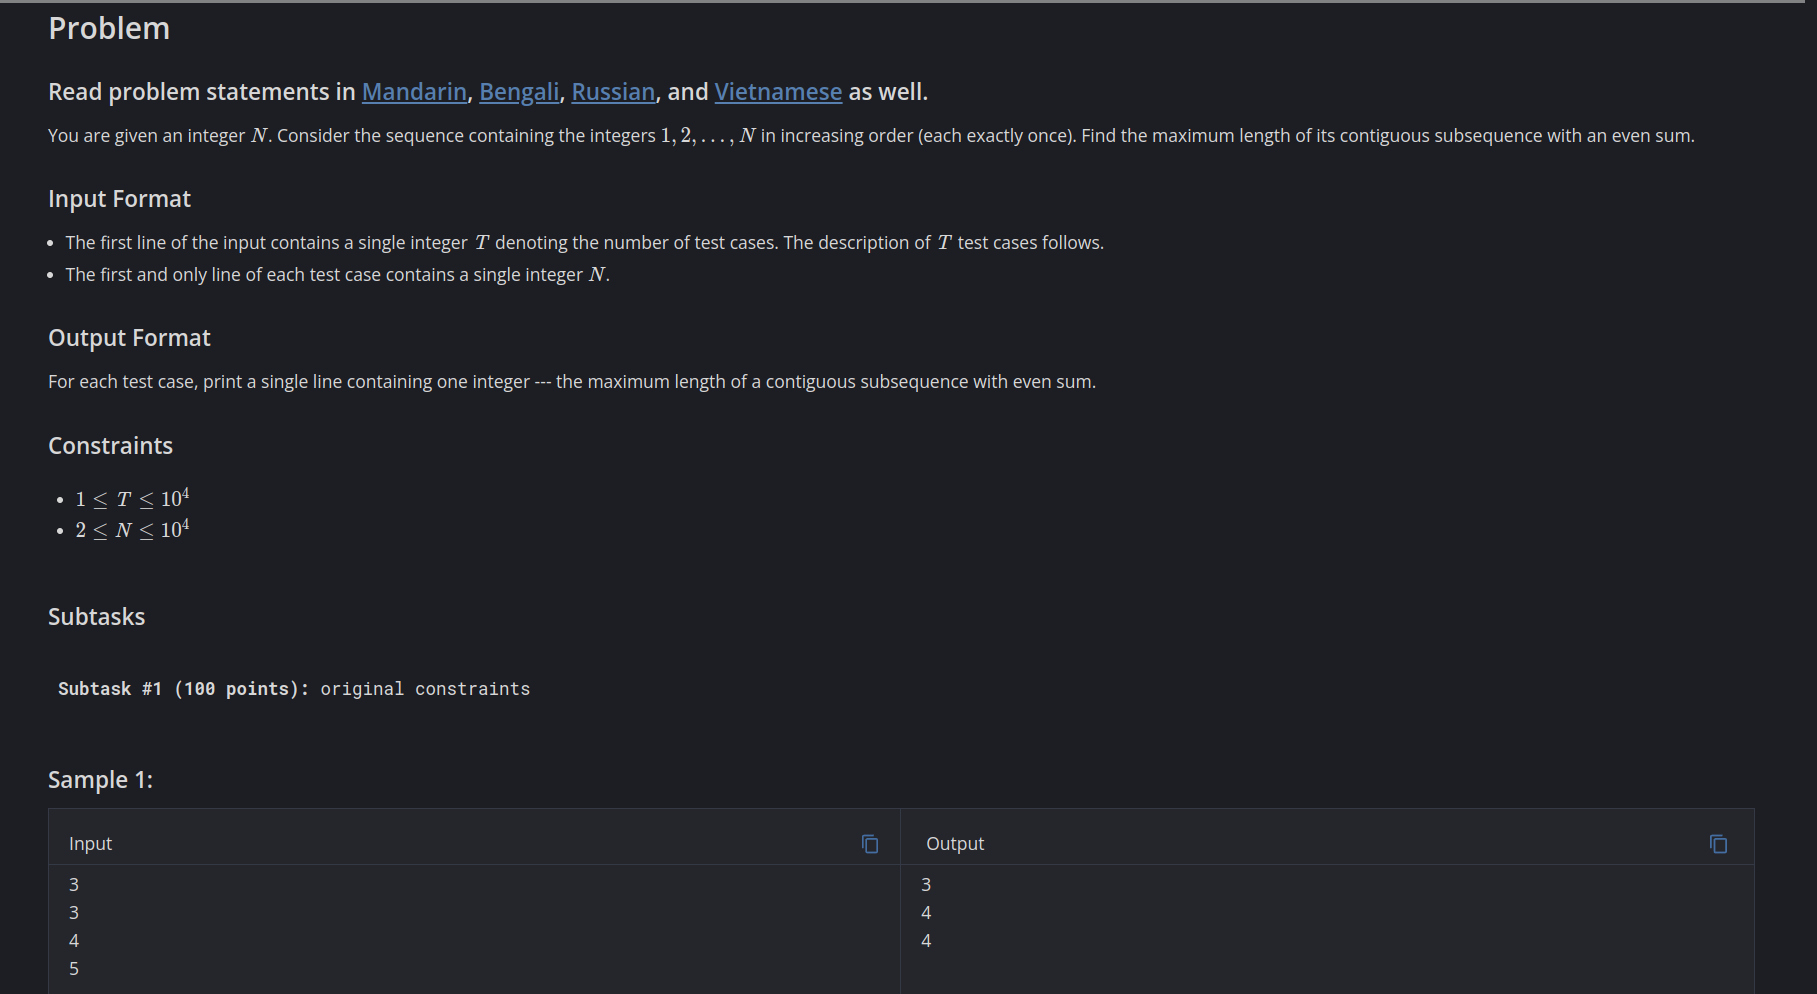 Problem
Read problem statements in Mandarin, Bengali, Russian, and Vietnamese as well.
You are given an integer N. Consider the sequence containing the integers 1, 2, . . . , N in increasing order (each exactly once). Find the maximum length of its contiguous subsequence with an even sum.
Input Format
• The first line of the input contains a single integer T denoting the number of test cases. The description of T test cases follows.
• The first and only line of each test case contains a single integer N.
Output Format
For each test case, print a single line containing one integer --- the maximum length of a contiguous subsequence with even sum.
Constraints
• 1 ≤ T ≤ 10⁴
• 2 ≤ N ≤ 10⁴
Subtasks
Subtask #1 (100 points): original constraints
Sample 1:
Input Output
3 3
3 4
4 4
5